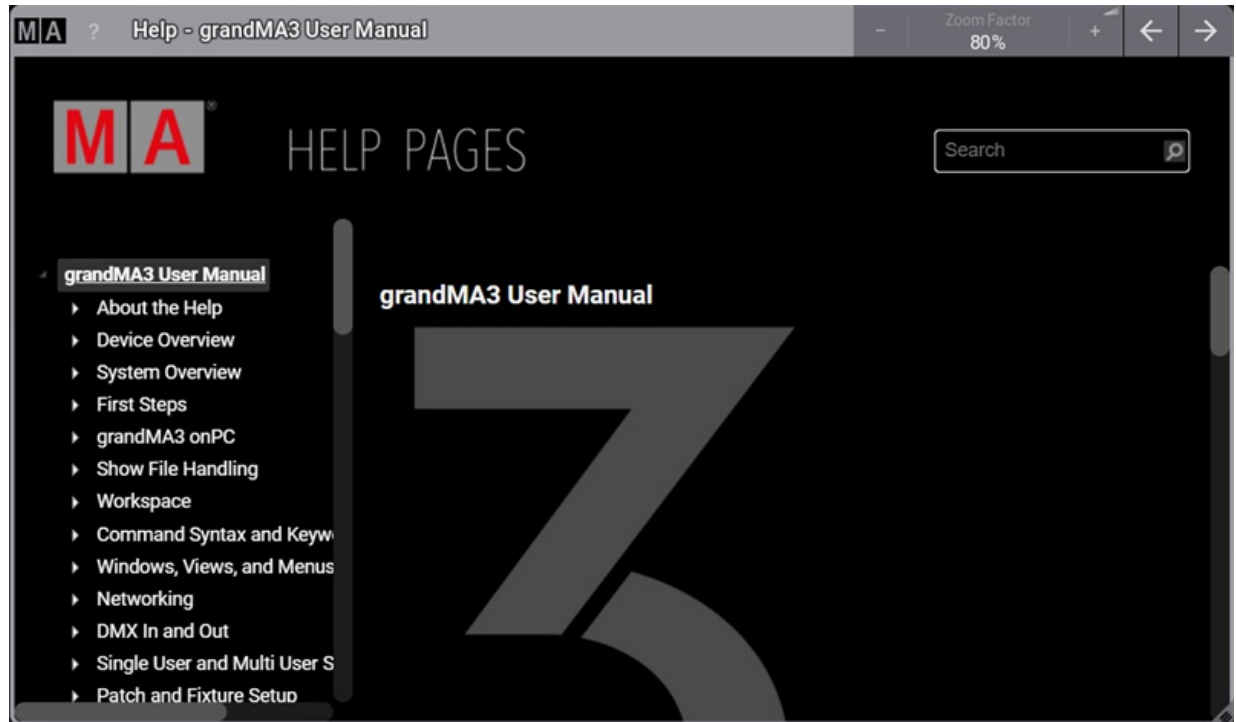 MA ? Help - grandMA3 User Manual - Zoom Factor + 
80%
MA® HELP PAGES
Search
grandMA3 User Manual
About the Help
Device Overview
System Overview
First Steps
grandMA3 onPC
Show File Handling
Workspace
Command Syntax and Keyw
Windows, Views, and Menus
Networking
DMX In and Out
Single User and Multi User S
Patch and Fixture Setup
grandMA3 User Manual
3